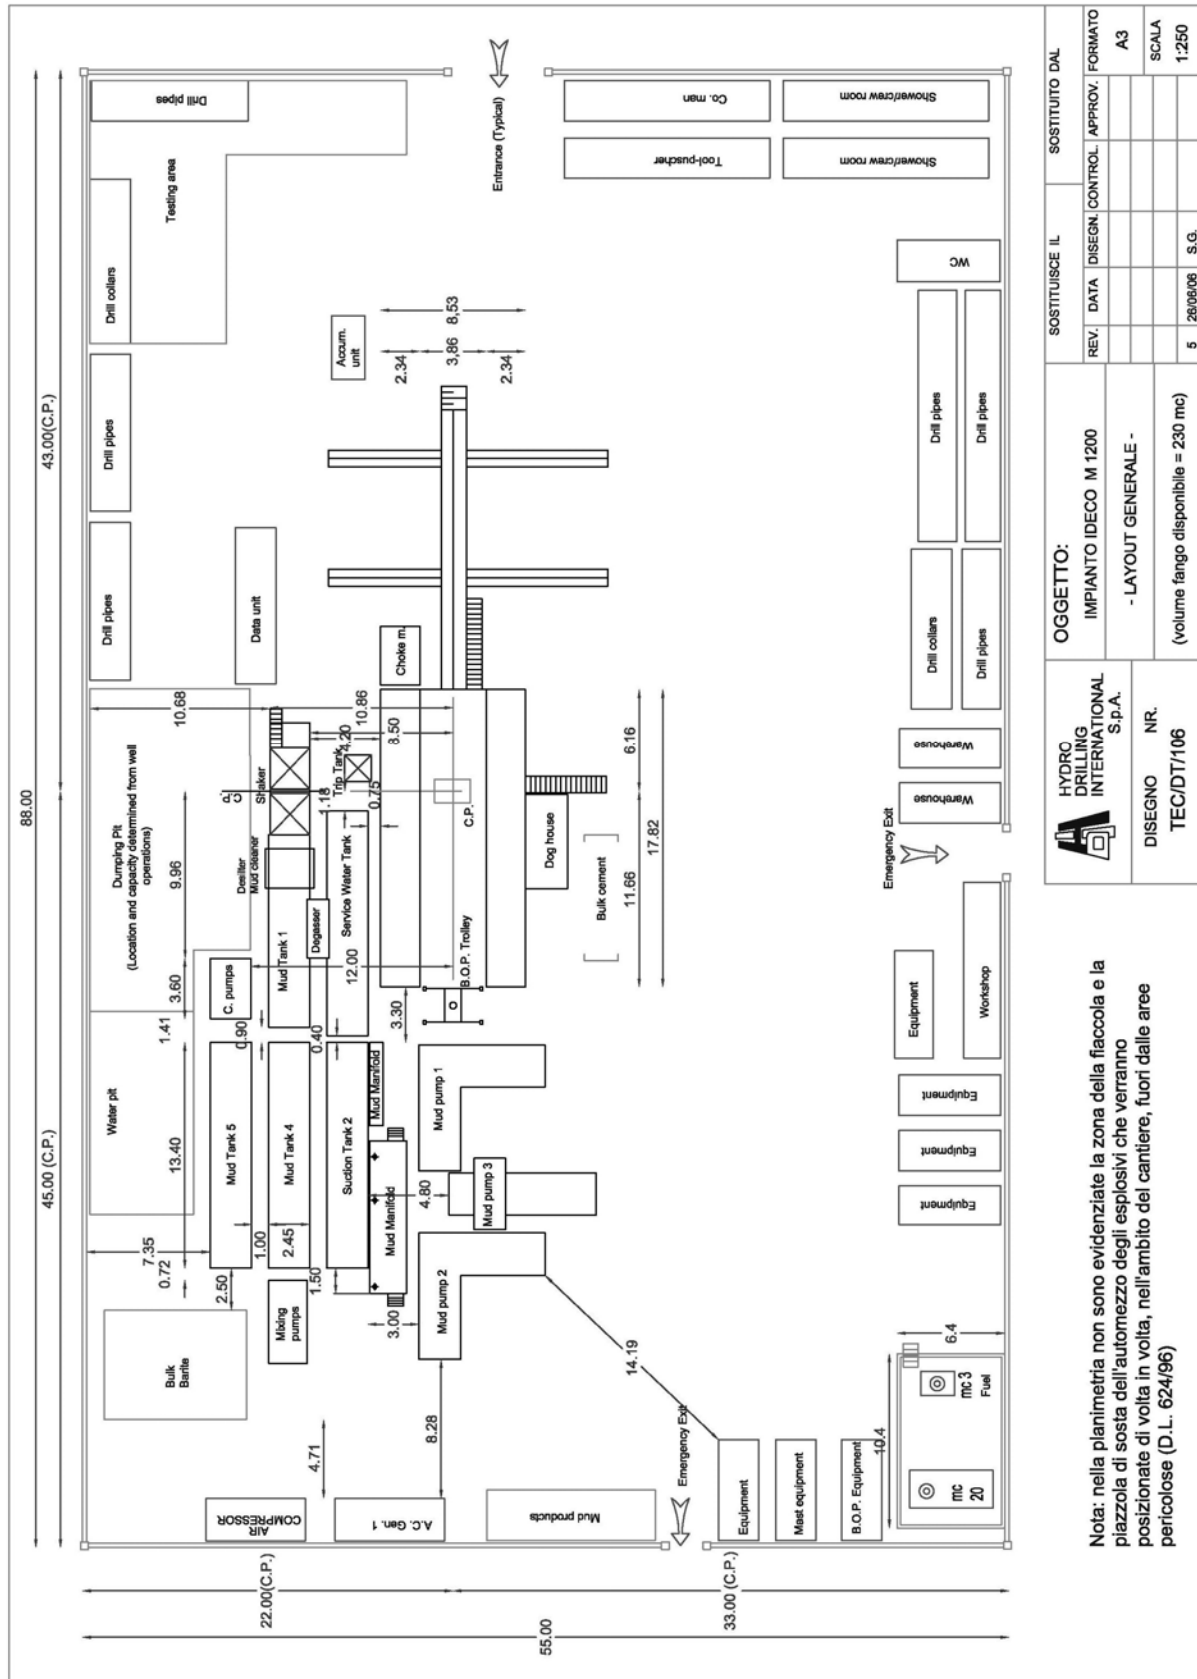 88.00
45.00 (C.P.)
43.00(C.P.)
22.00(C.P.)
33.00 (C.P.)
55.00
Water pit
Dumping Pit
(Location and capacity determined from well
operations)
Drill pipes
Drill pipes
Drill collars
Testing area
Drill pipes
Entrance (Typical)
Bulk
Barite
7.35
0.72
13.40
1.41
3.60
9.96
10.68
2.50
Mud Tank 5
C. pumps
Data unit
1.00
0.90
Mixing
pumps
2.45
Mud Tank 4
Mud Tank 1
Desilter
Mud cleaner
Shaker
Degasser
1.50
0.40
Suction Tank 2
Service Water Tank
12.00
1.18
Trip Tank
4.20
0.75
8.50
10.86
Choke m.
Accum.
unit
Mud Manifold
Mud Manifold
3.00
4.80
3.30
2.34
3,86
2.34
8,53
4.71
8.28
AIR
COMPRESSOR
A.C. Gen. 1
Mud products
Mud pump 2
Mud pump 3
Mud pump 1
B.O.P. Trolley
C.P.
Dog house
Bulk cement
11.66
6.16
17.82
14.19
Emergency Exit
Equipment
Mast equipment
B.O.P. Equipment
10.4
6.4
mc
20
mc 3
Fuel
Equipment
Equipment
Equipment
Equipment
Workshop
Emergency Exit
Warehouse
Warehouse
Drill collars
Drill pipes
Drill pipes
Drill pipes
WC
Tool-puscher
Co. man
Shower/crew room
Shower/crew room
Nota: nella planimetria non sono evidenziate la zona della fiaccola e la
piazzola di sosta dell'automezzo degli esplosivi che verranno
posizionate di volta in volta, nell'ambito del cantiere, fuori dalle aree
pericolose (D.L. 624/96)
HYDRO
DRILLING
INTERNATIONAL
S.p.A.
DISEGNO NR.
TEC/DT/106
OGGETTO:
IMPIANTO IDECO M 1200
- LAYOUT GENERALE -
(volume fango disponibile = 230 mc)
SOSTITUISCE IL
SOSTITUITO DAL
REV. DATA DISEGN. CONTROL. APPROV. FORMATO
A3
SCALA
1:250
5 26/06/06 S.G.